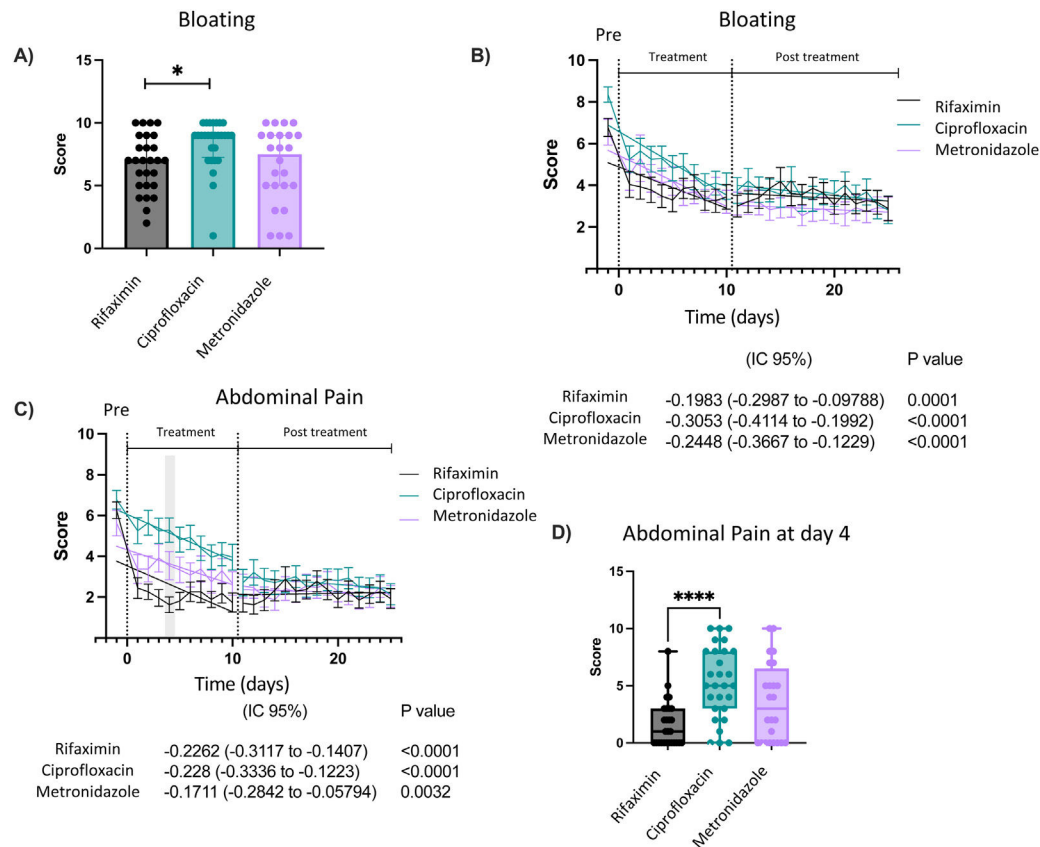 Bloating
A)
*
15
10
5
0
Score
Rifaximin
Ciprofloxacin
Metronidazole
Bloating
B)
Pre
Treatment
Post treatment
10
8
6
4
2
Score
0
10
20
Time (days)
Rifaximin
Ciprofloxacin
Metronidazole
(IC 95%) P value
Rifaximin -0.1983 (-0.2987 to -0.09788) 0.0001
Ciprofloxacin -0.3053 (-0.4114 to -0.1992) <0.0001
Metronidazole -0.2448 (-0.3667 to -0.1229) <0.0001
Abdominal Pain
C)
Pre
Treatment
Post treatment
10
8
6
4
2
Score
0
10
20
Time (days)
Rifaximin
Ciprofloxacin
Metronidazole
(IC 95%) P value
Rifaximin -0.2262 (-0.3117 to -0.1407) <0.0001
Ciprofloxacin -0.228 (-0.3336 to -0.1223) <0.0001
Metronidazole -0.1711 (-0.2842 to -0.05794) 0.0032
D) Abdominal Pain at day 4
****
15
10
5
0
Score
Rifaximin
Ciprofloxacin
Metronidazole